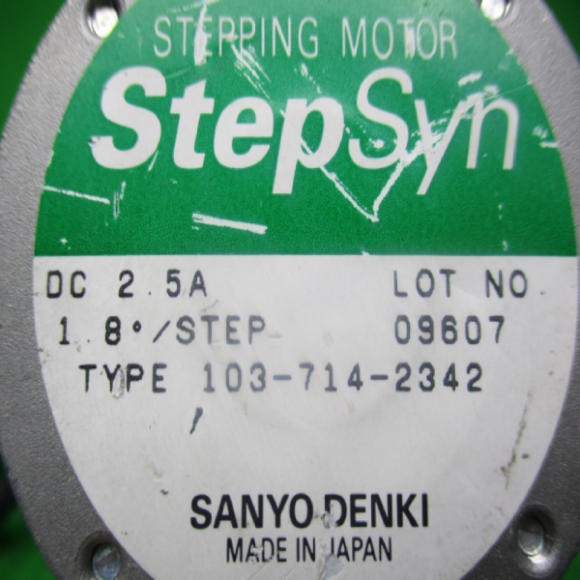 STEPPING MOTOR
StepSyn
DC 2.5A LOT NO
1.8°/STEP 09607
TYPE 103-714-2342
SANYO DENKI
MADE IN JAPAN